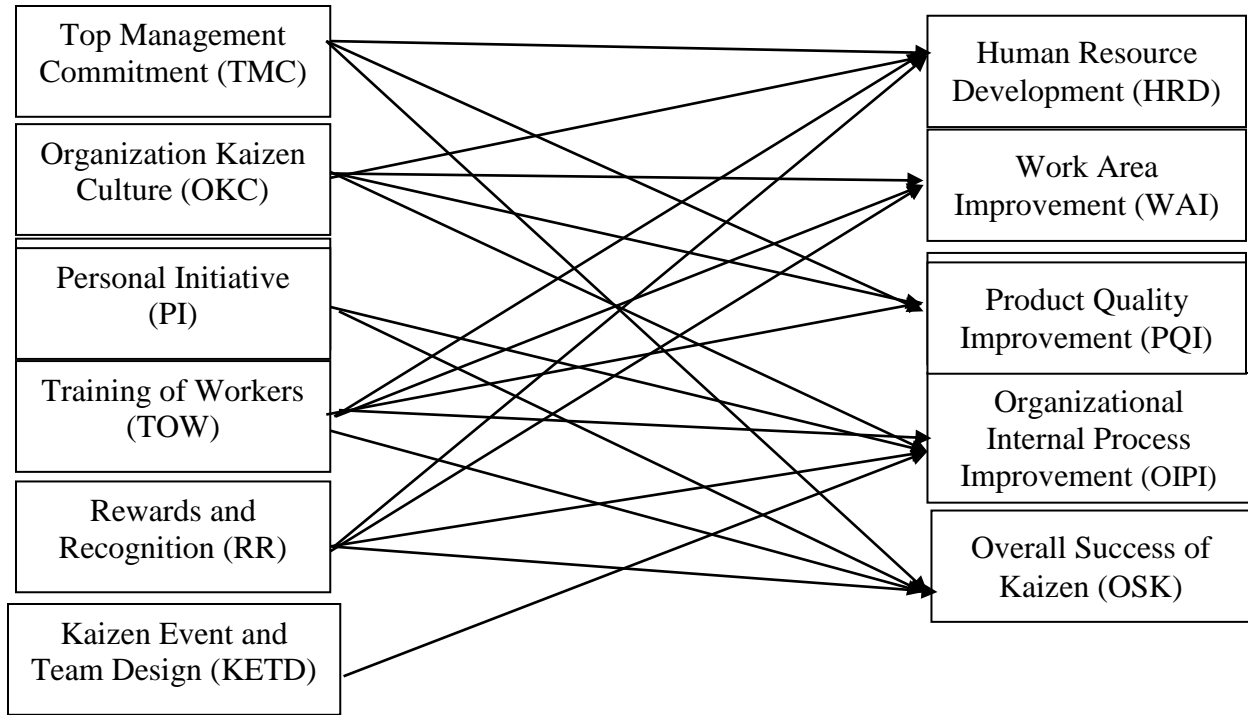 Top Management
Commitment (TMC)
Organization Kaizen
Culture (OKC)
Personal Initiative
(PI)
Training of Workers
(TOW)
Rewards and
Recognition (RR)
Kaizen Event and
Team Design (KETD)
Human Resource
Development (HRD)
Work Area
Improvement (WAI)
Product Quality
Improvement (PQI)
Organizational
Internal Process
Improvement (OIPI)
Overall Success of
Kaizen (OSK)